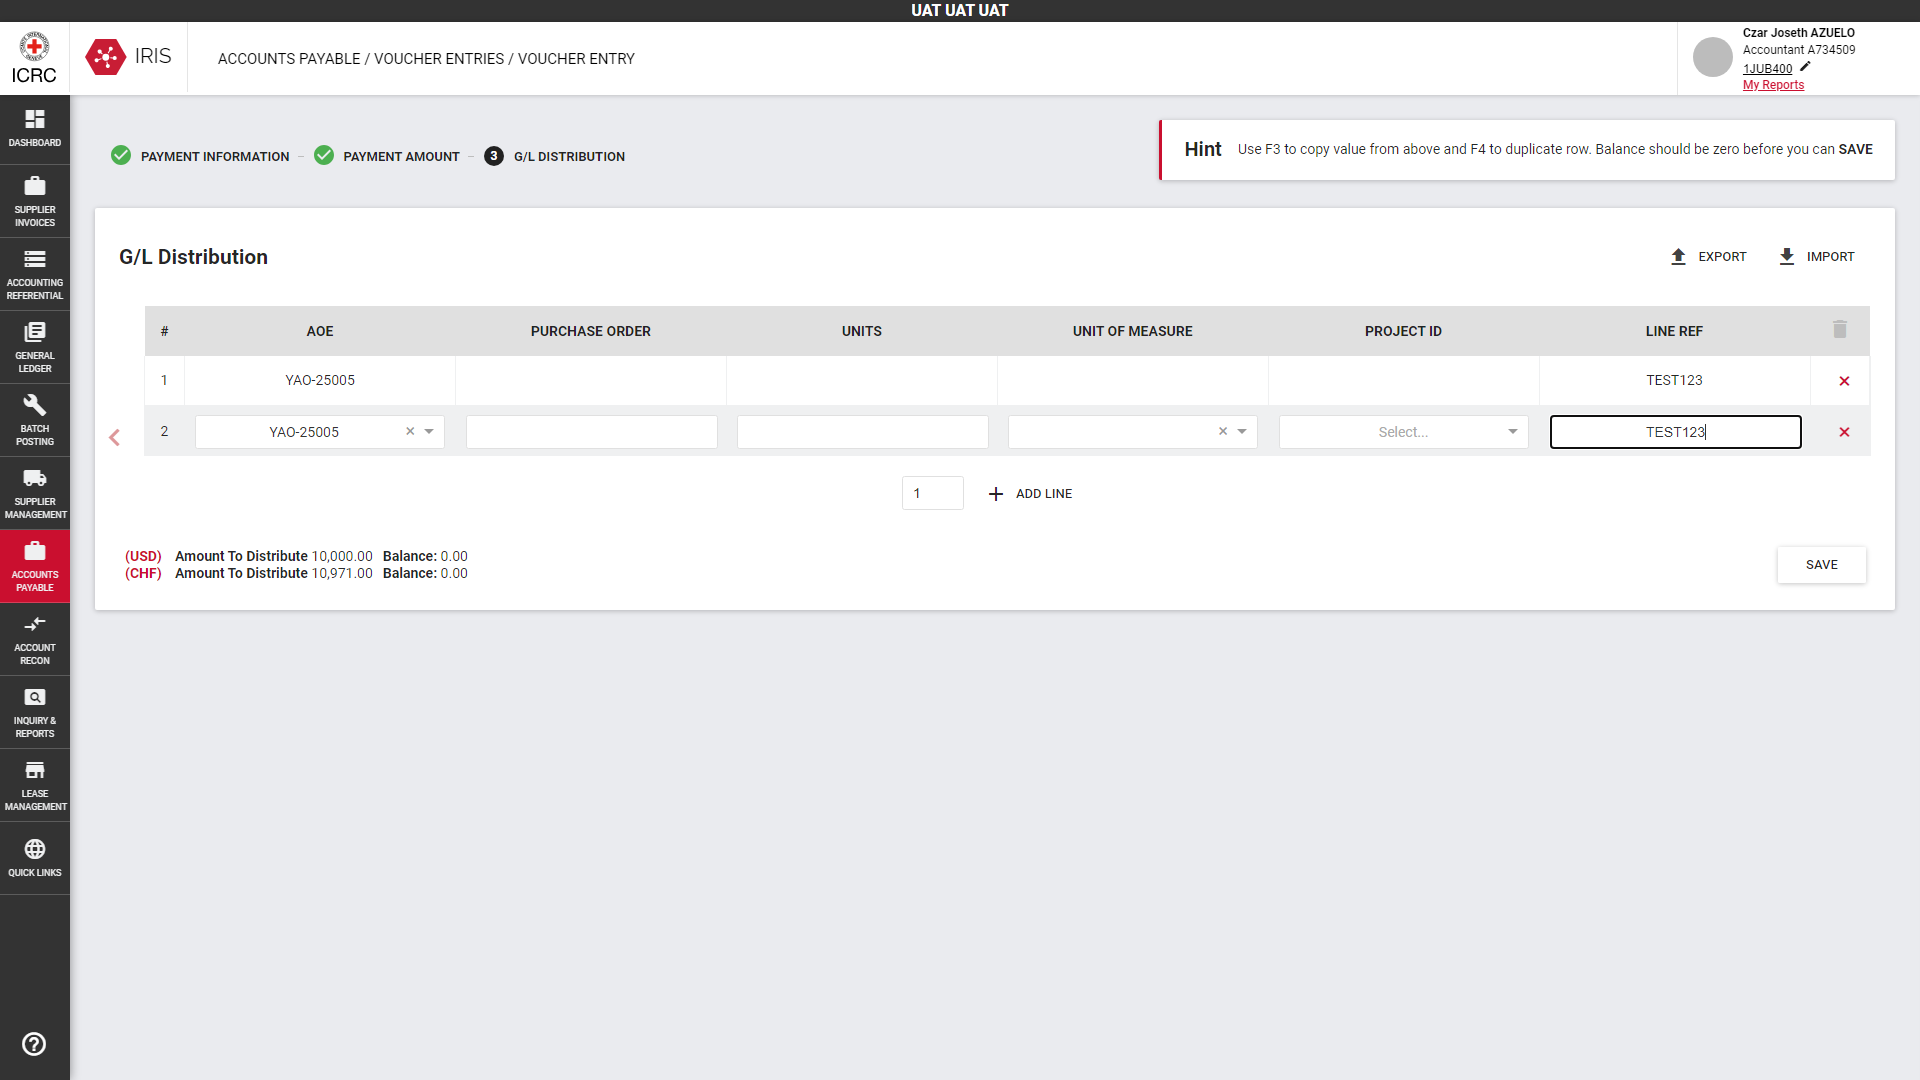 UAT UAT UAT
ICRC
IRIS
ACCOUNTS PAYABLE / VOUCHER ENTRIES / VOUCHER ENTRY
Czar Joseth AZUELO
Accountant A734509
1JUB400
My Reports
DASHBOARD
SUPPLIER
INVOICES
ACCOUNTING
REFERENTIAL
GENERAL
LEDGER
BATCH
POSTING
SUPPLIER
MANAGEMENT
ACCOUNTS
PAYABLE
ACCOUNT
RECON
INQUIRY &
REPORTS
LEASE
MANAGEMENT
QUICK LINKS
PAYMENT INFORMATION
PAYMENT AMOUNT
3 G/L DISTRIBUTION
Hint Use F3 to copy value from above and F4 to duplicate row. Balance should be zero before you can SAVE
G/L Distribution
EXPORT
IMPORT
# AOE PURCHASE ORDER UNITS UNIT OF MEASURE PROJECT ID LINE REF
1 YAO-25005 TEST123
2 YAO-25005 Select... TEST123
1 ADD LINE
(USD) Amount To Distribute 10,000.00 Balance: 0.00
(CHF) Amount To Distribute 10,971.00 Balance: 0.00
SAVE